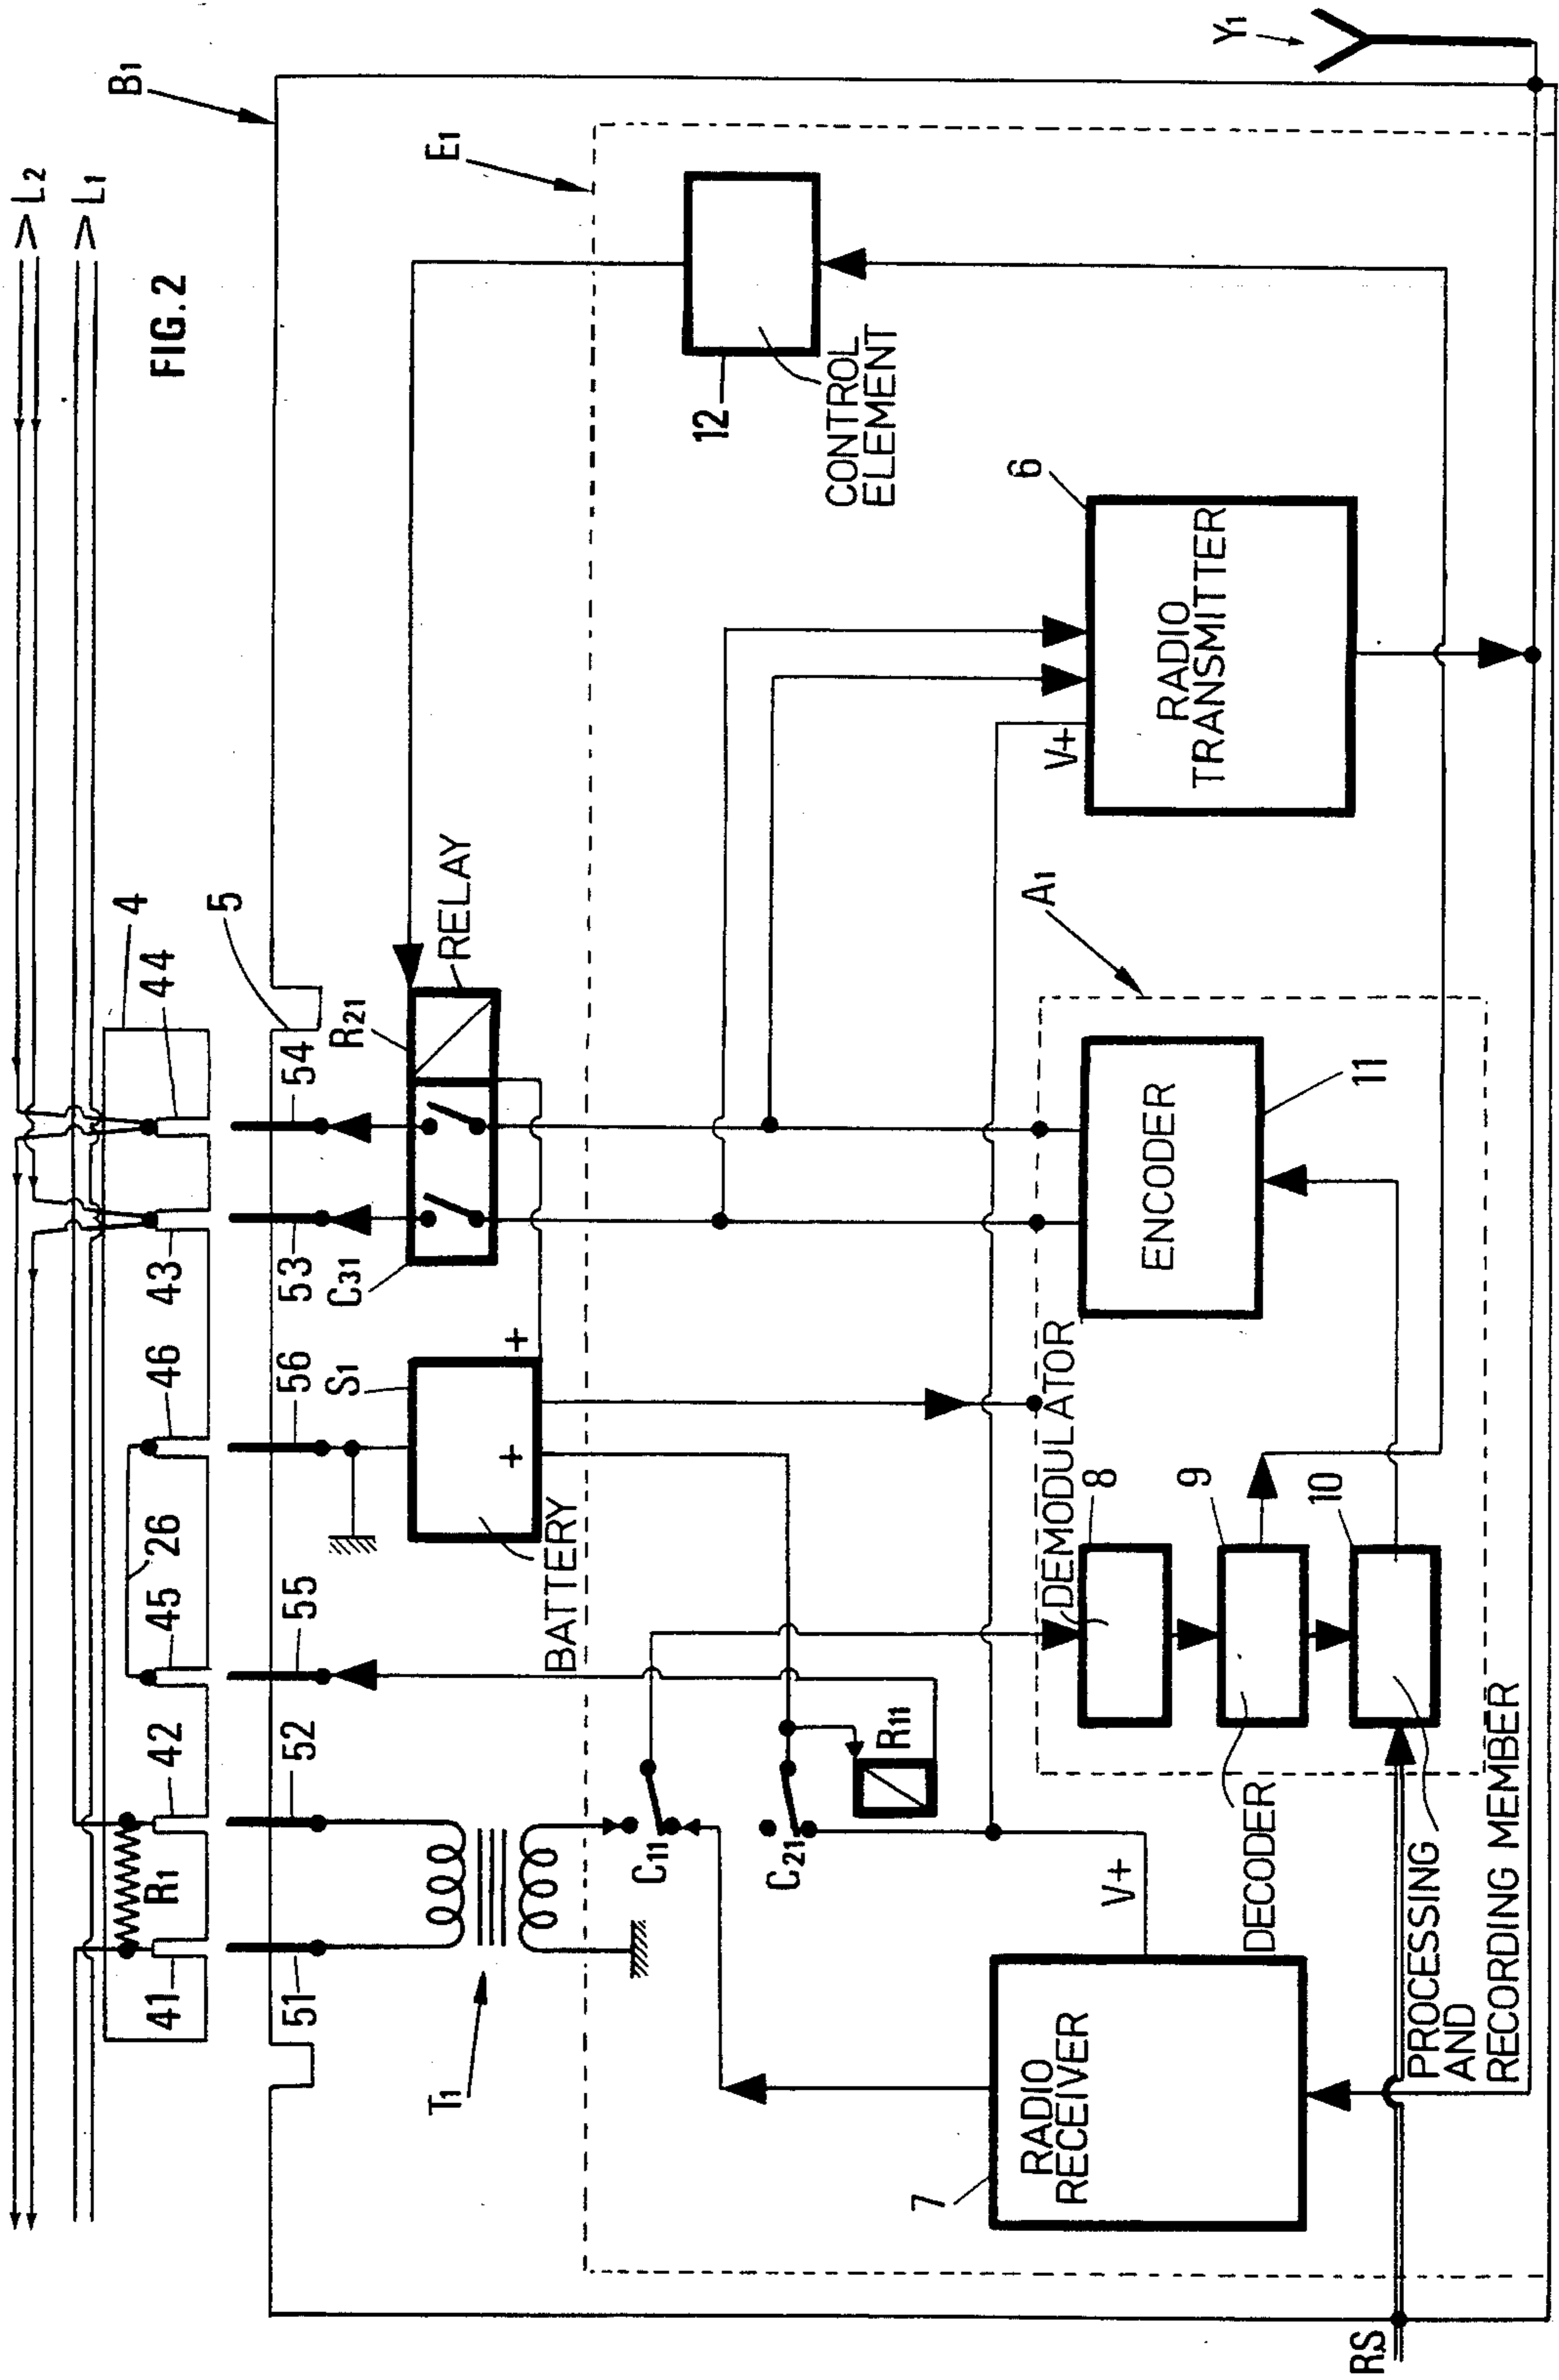 L2
L1
FIG. 2
B1
Y1
E1
4
5
44
43
46
26
45
42
R1
41
54
53
56
55
52
51
R21
RELAY
C31
S1
+
+
BATTERY
T1
12
CONTROL
ELEMENT
6
RADIO
TRANSMITTER
V+
A1
ENCODER
11
DEMODULATOR
8
9
10
C11
C21
R11
V+
DECODER
PROCESSING
AND
RECORDING MEMBER
RADIO
RECEIVER
7
RS